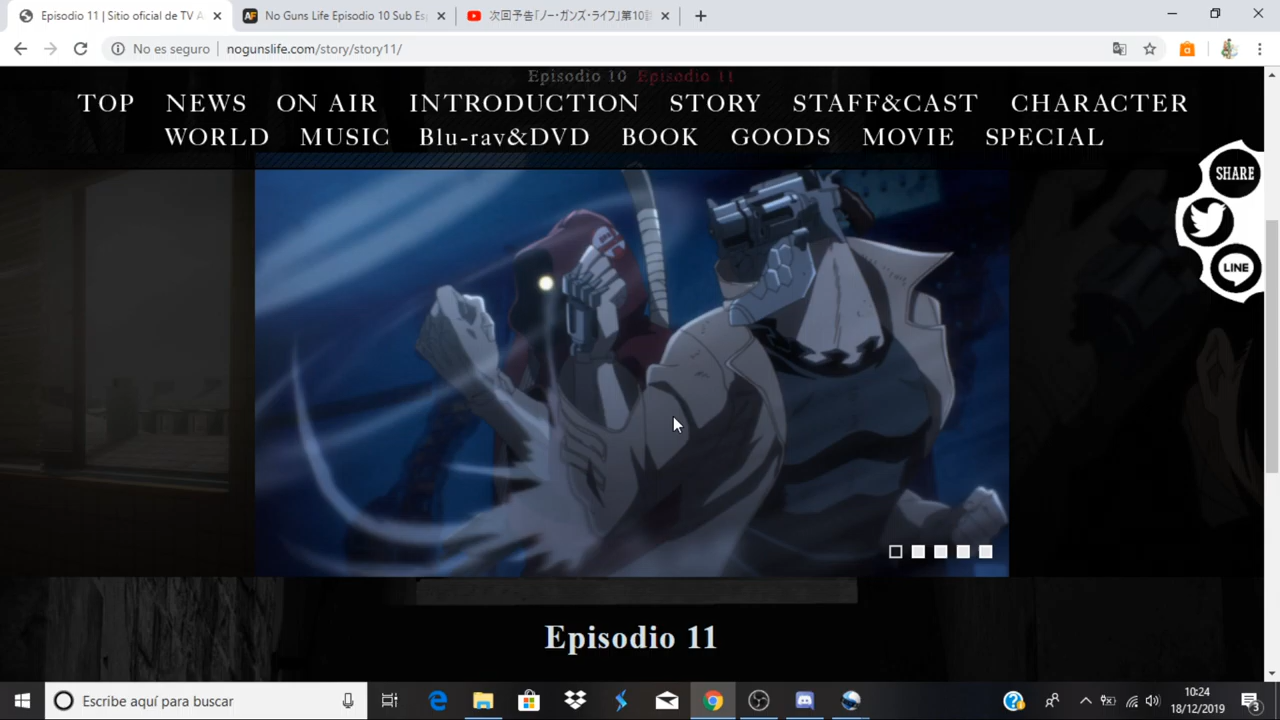 Episodio 11 | Sitio oficial de TV A
No Guns Life Episodio 10 Sub Es
次回予告「ノー・ガンズ・ライフ」第10話
No es seguro
nogunslife.com/story/story11/
Episodio 10 Episodio 11
TOP NEWS ON AIR INTRODUCTION STORY STAFF&CAST CHARACTER
WORLD MUSIC Blu-ray&DVD BOOK GOODS MOVIE SPECIAL
SHARE
LINE
Episodio 11
Escribe aquí para buscar
10:24
18/12/2019
3